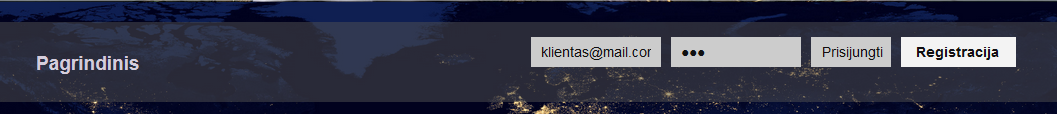 Pagrindinis
klientas@mail.cor
•••
Prisijungti
Registracija